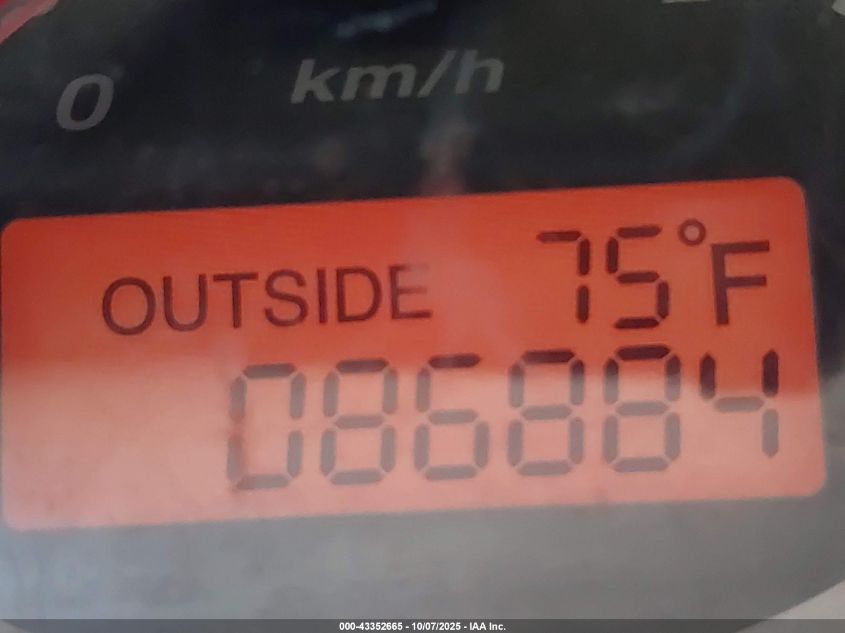 km/h
0
OUTSIDE 75°F
086884
000-43352665 - 10/07/2025 - IAA Inc.